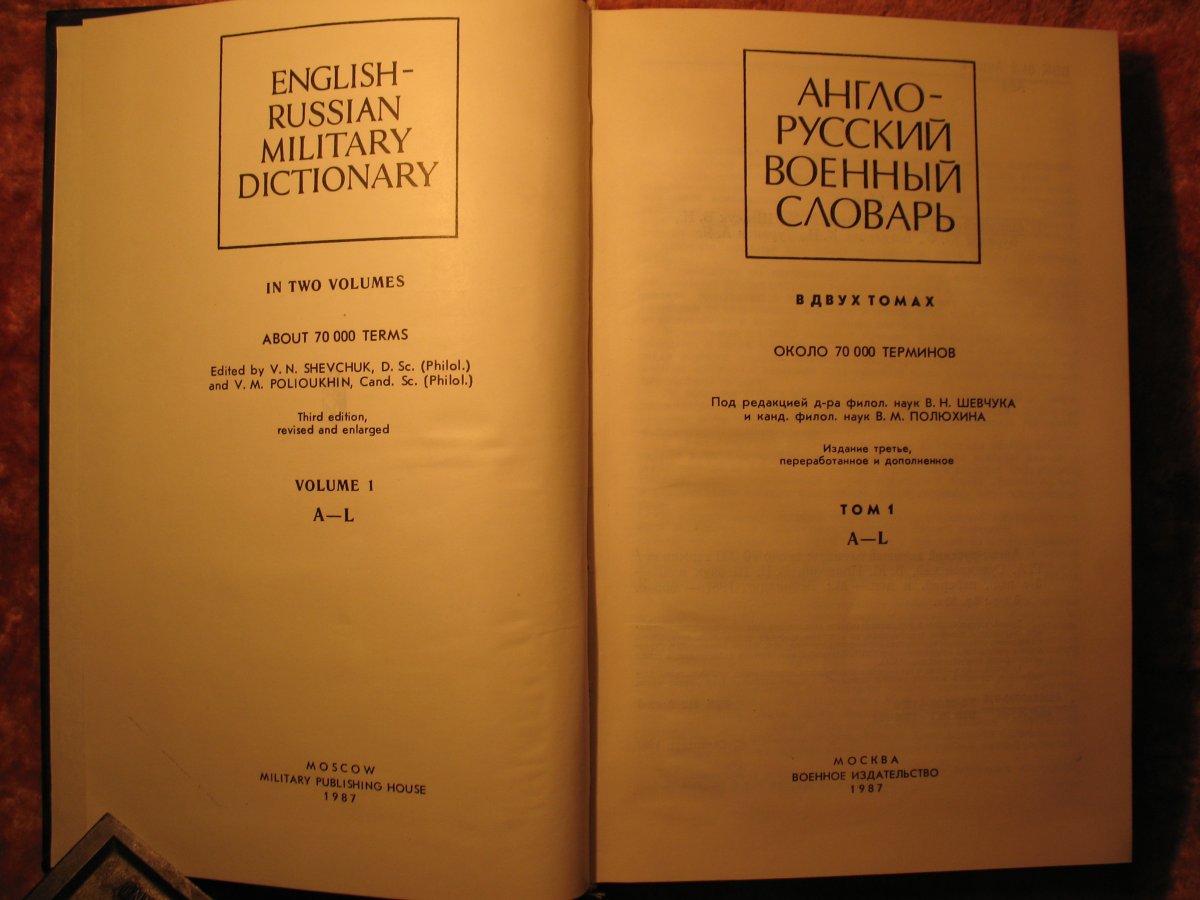 ENGLISH-
RUSSIAN
MILITARY
DICTIONARY
IN TWO VOLUMES
ABOUT 70 000 TERMS
Edited by V. N. SHEVCHUK, D. Sc. (Philol.)
and V. M. POLIOUKHIN, Cand. Sc. (Philol.)
Third edition,
revised and enlarged
VOLUME 1
A—L
MOSCOW
MILITARY PUBLISHING HOUSE
1987
АНГЛО-
РУССКИЙ
ВОЕННЫЙ
СЛОВАРЬ
В ДВУХ ТОМАХ
ОКОЛО 70 000 ТЕРМИНОВ
Под редакцией д-ра филол. наук В. Н. ШЕВЧУКА
и канд. филол. наук В. М. ПОЛЮХИНА
Издание третье,
переработанное и дополненное
ТОМ 1
A—L
МОСКВА
ВОЕННОЕ ИЗДАТЕЛЬСТВО
1987